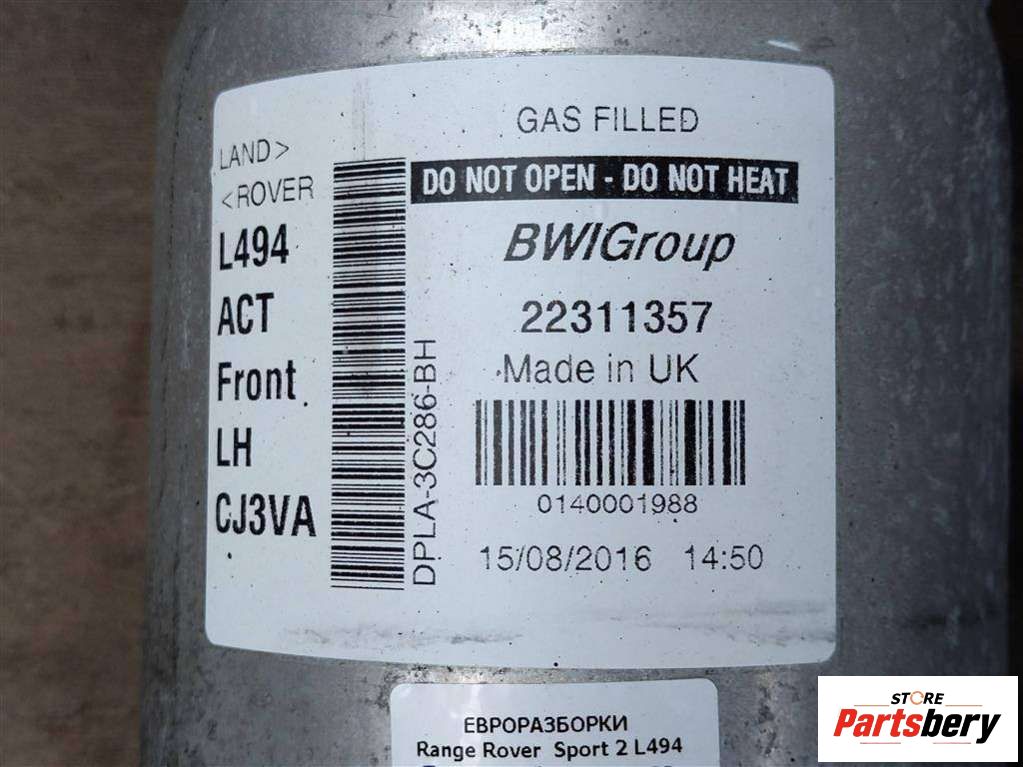 LAND>
<ROVER
L494
ACT
Front
LH
CJ3VA
DPLA-3C286-BH
GAS FILLED
DO NOT OPEN - DO NOT HEAT
BWIGroup
22311357
Made in UK
0140001988
15/08/2016 14:50
ЕВРОРАЗБОРКИ
Range Rover Sport 2 L494
STORE
Partsbery